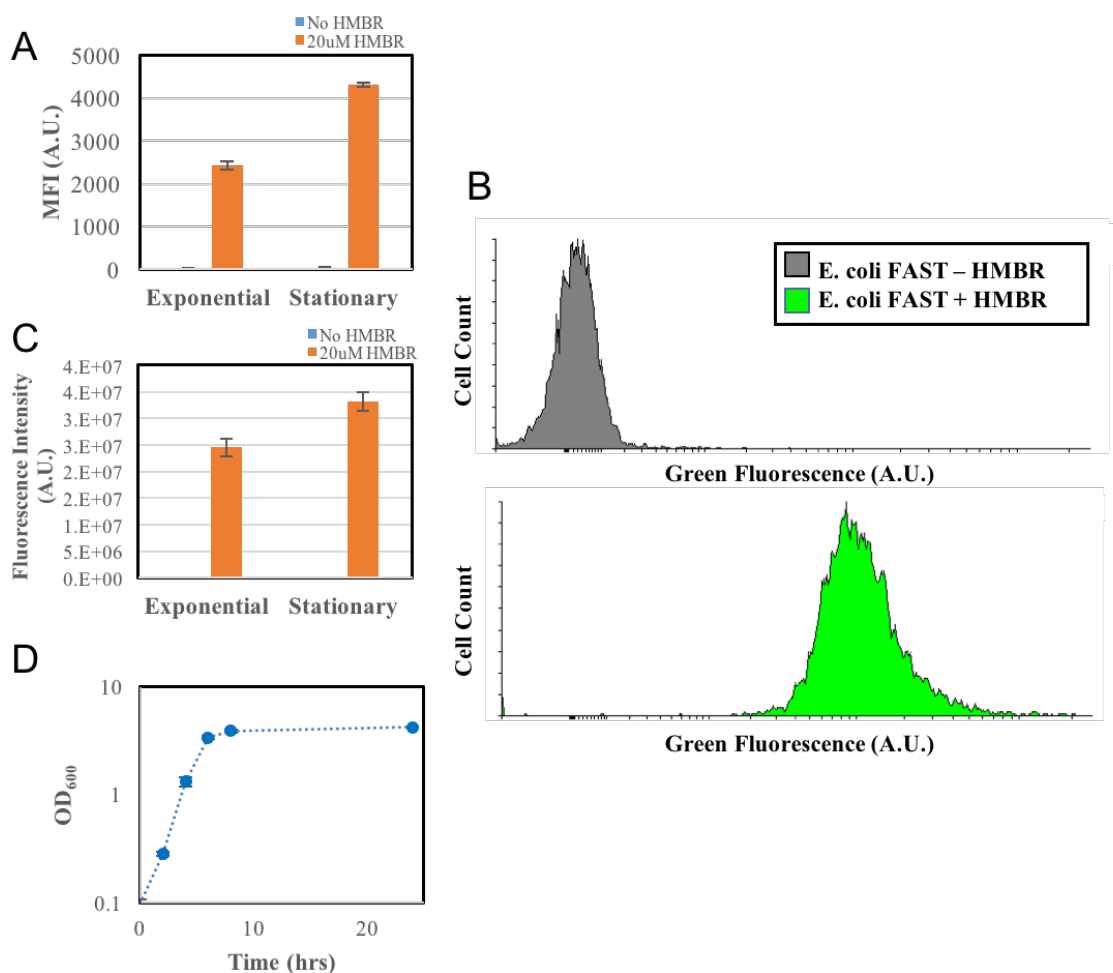 A
No HMBR
20uM HMBR
MFI (A.U.)
5000
4000
3000
2000
1000
0
Exponential Stationary
B
E. coli FAST – HMBR
E. coli FAST + HMBR
Cell Count
Green Fluorescence (A.U.)
Cell Count
Green Fluorescence (A.U.)
C
No HMBR
20uM HMBR
Fluorescence Intensity
(A.U.)
4.E+07
4.E+07
3.E+07
3.E+07
2.E+07
2.E+07
1.E+07
5.E+06
0.E+00
Exponential Stationary
D
OD600
10
1
0.1
0 10 20
Time (hrs)